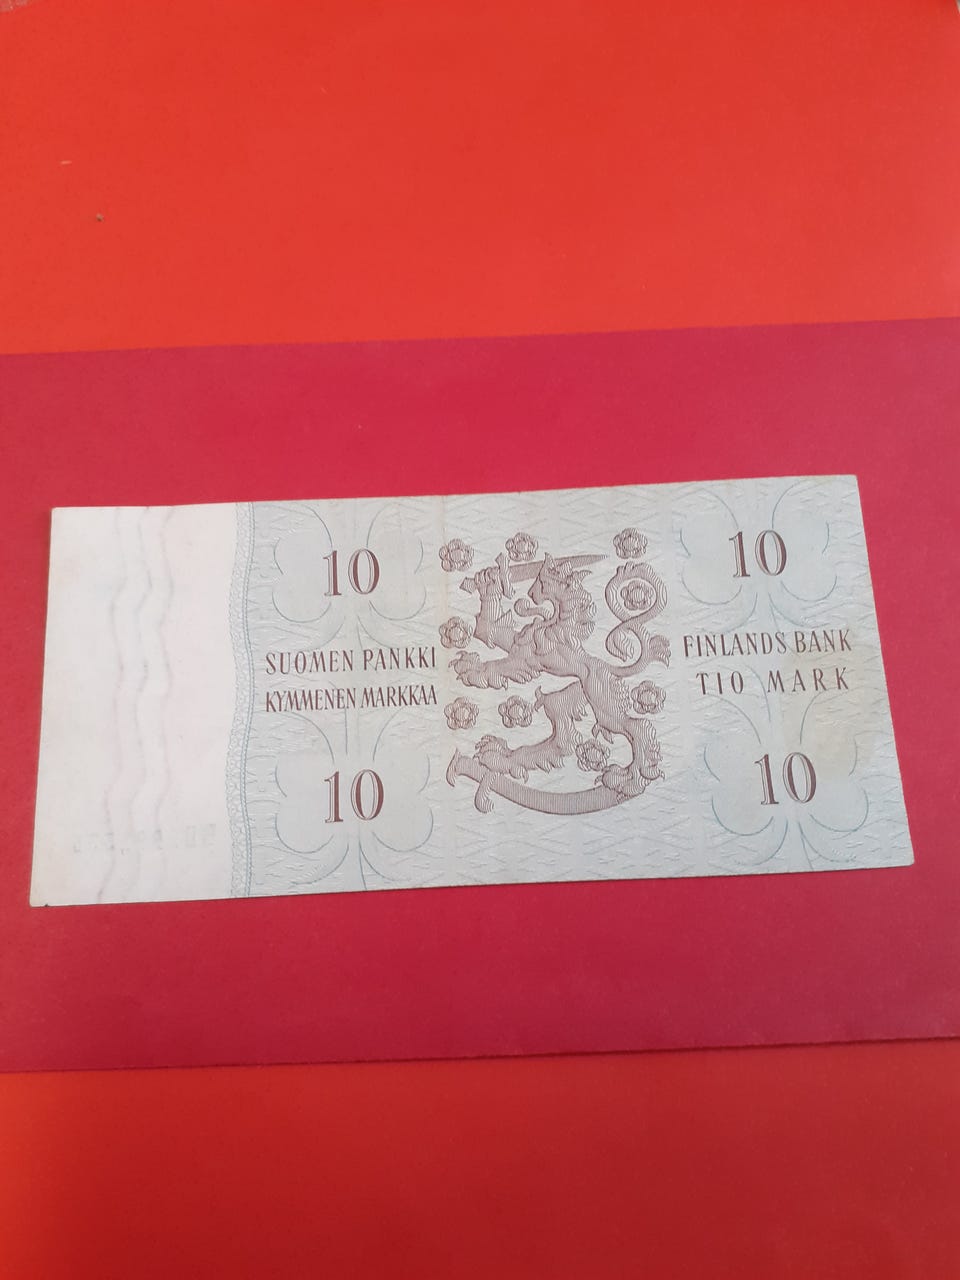 10
10
SUOMEN PANKKI
KYMMENEN MARKKAA
FINLANDS BANK
TIO MARK
10
10